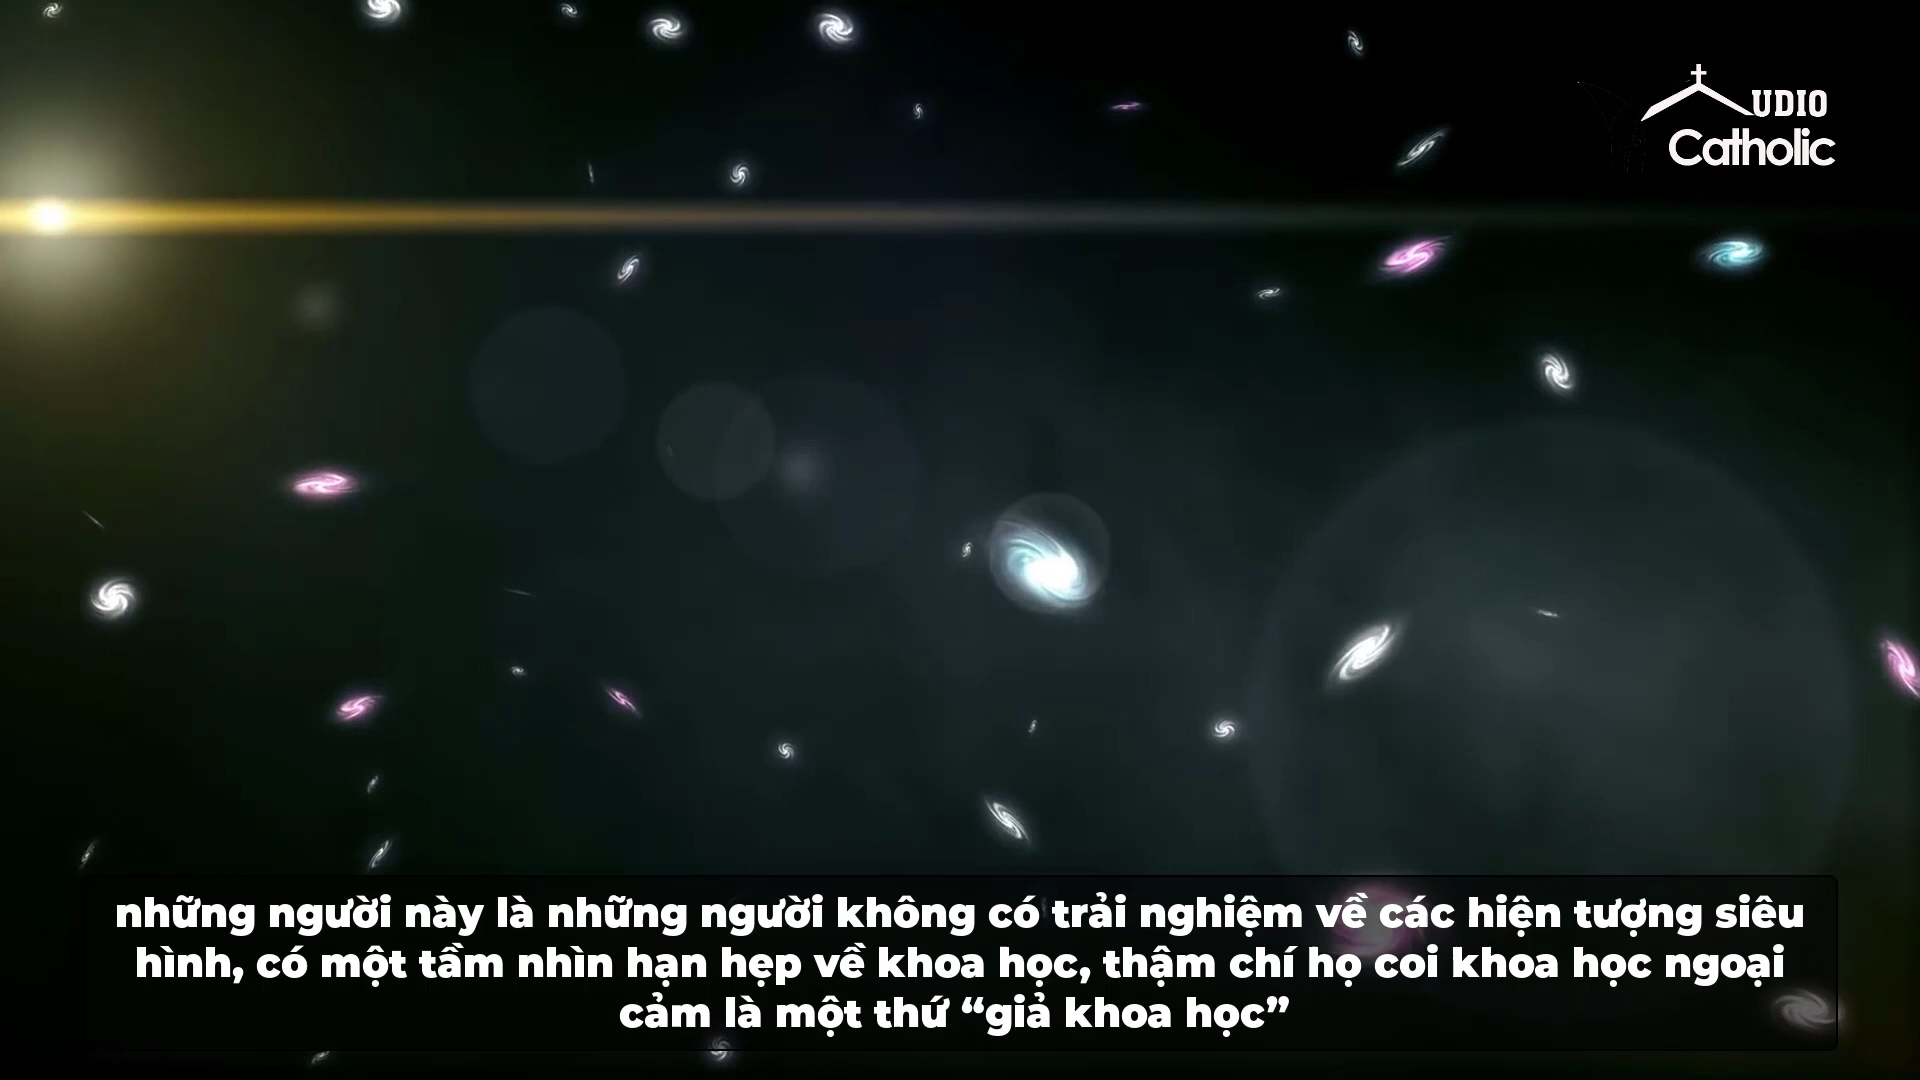 UDIO
Catholic
những người này là những người không có trải nghiệm về các hiện tượng siêu
hình, có một tầm nhìn hạn hẹp về khoa học, thậm chí họ coi khoa học ngoại
cảm là một thứ “giả khoa học”